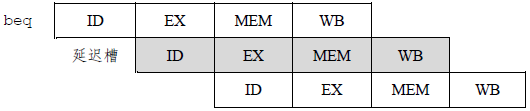 beq ID EX MEM WB
延迟槽 ID EX MEM WB
ID EX MEM WB